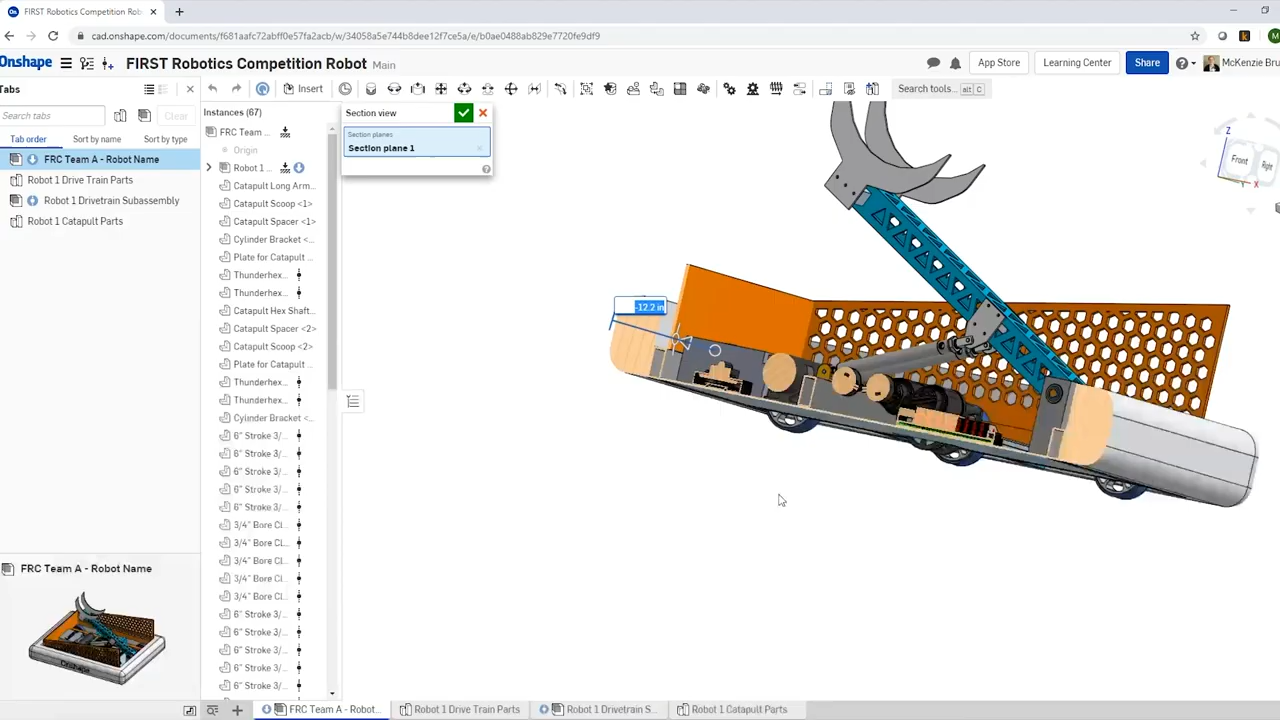 FIRST Robotics Competition Rob
cad.onshape.com/documents/f681aafc72abff0e57fa2acb/w/34058a5e744b8dee12f7ce5a/e/b0ae0488ab829e7720fe9df9
Onshape
FIRST Robotics Competition Robot Main
App Store
Learning Center
Share
McKenzie Bru
Tabs
Search tabs...
Clear
Tab order
Sort by name
Sort by type
FRC Team A - Robot Name
Robot 1 Drive Train Parts
Robot 1 Drivetrain Subassembly
Robot 1 Catapult Parts
Insert
Search tools... alt C
Instances (67)
FRC Team ...
Origin
Robot 1 ...
Catapult Long Arm...
Catapult Scoop <1>
Catapult Spacer <1>
Cylinder Bracket <...
Plate for Catapult ...
Thunderhex...
Thunderhex...
Catapult Hex Shaft...
Catapult Spacer <2>
Catapult Scoop <2>
Plate for Catapult ...
Thunderhex...
Thunderhex...
Cylinder Bracket <...
6" Stroke 3/...
6" Stroke 3/...
6" Stroke 3/...
6" Stroke 3/...
6" Stroke 3/...
3/4" Bore Cl...
3/4" Bore Cl...
3/4" Bore Cl...
3/4" Bore Cl...
3/4" Bore Cl...
6" Stroke 3/...
6" Stroke 3/...
6" Stroke 3/...
6" Stroke 3/...
6" Stroke 3/...
Section view
Section planes
Section plane 1
-12.2 in
Z
Front
Right
X
FRC Team A - Robot Name
Onshape
FRC Team A - Robot...
Robot 1 Drive Train Parts
Robot 1 Drivetrain S...
Robot 1 Catapult Parts